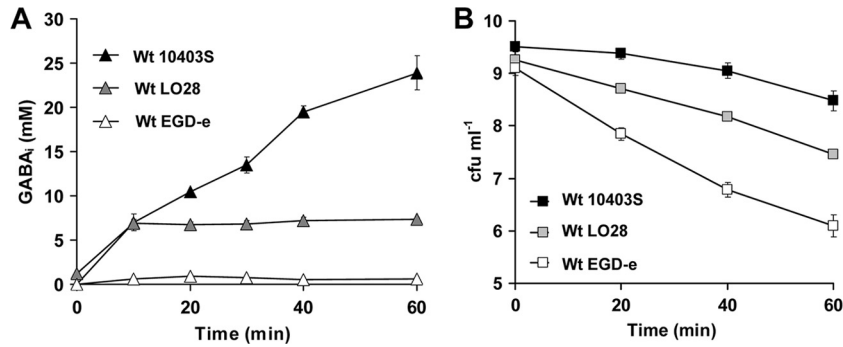 A
30
25
20
15
10
5
0
GABAi (mM)
Wt 10403S
Wt LO28
Wt EGD-e
0 20 40 60
Time (min)
B
10
9
8
7
6
5
cfu ml-1
Wt 10403S
Wt LO28
Wt EGD-e
0 20 40 60
Time (min)